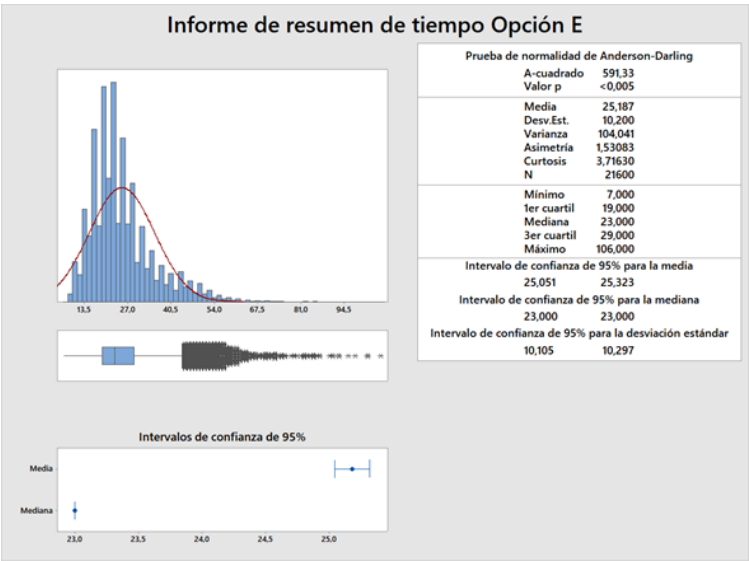 Informe de resumen de tiempo Opción E
Prueba de normalidad de Anderson-Darling
A-cuadrado 591,33
Valor p <0,005
Media 25,187
Desv.Est. 10,200
Varianza 104,041
Asimetría 1,53083
Curtosis 3,71630
N 21600
Mínimo 7,000
1er cuartil 19,000
Mediana 23,000
3er cuartil 29,000
Máximo 106,000
Intervalo de confianza de 95% para la media
25,051 25,323
Intervalo de confianza de 95% para la mediana
23,000 23,000
Intervalo de confianza de 95% para la desviación estándar
10,105 10,297
13,5 27,0 40,5 54,0 67,5 81,0 94,5
Intervalos de confianza de 95%
Media
Mediana
23,0 23,5 24,0 24,5 25,0